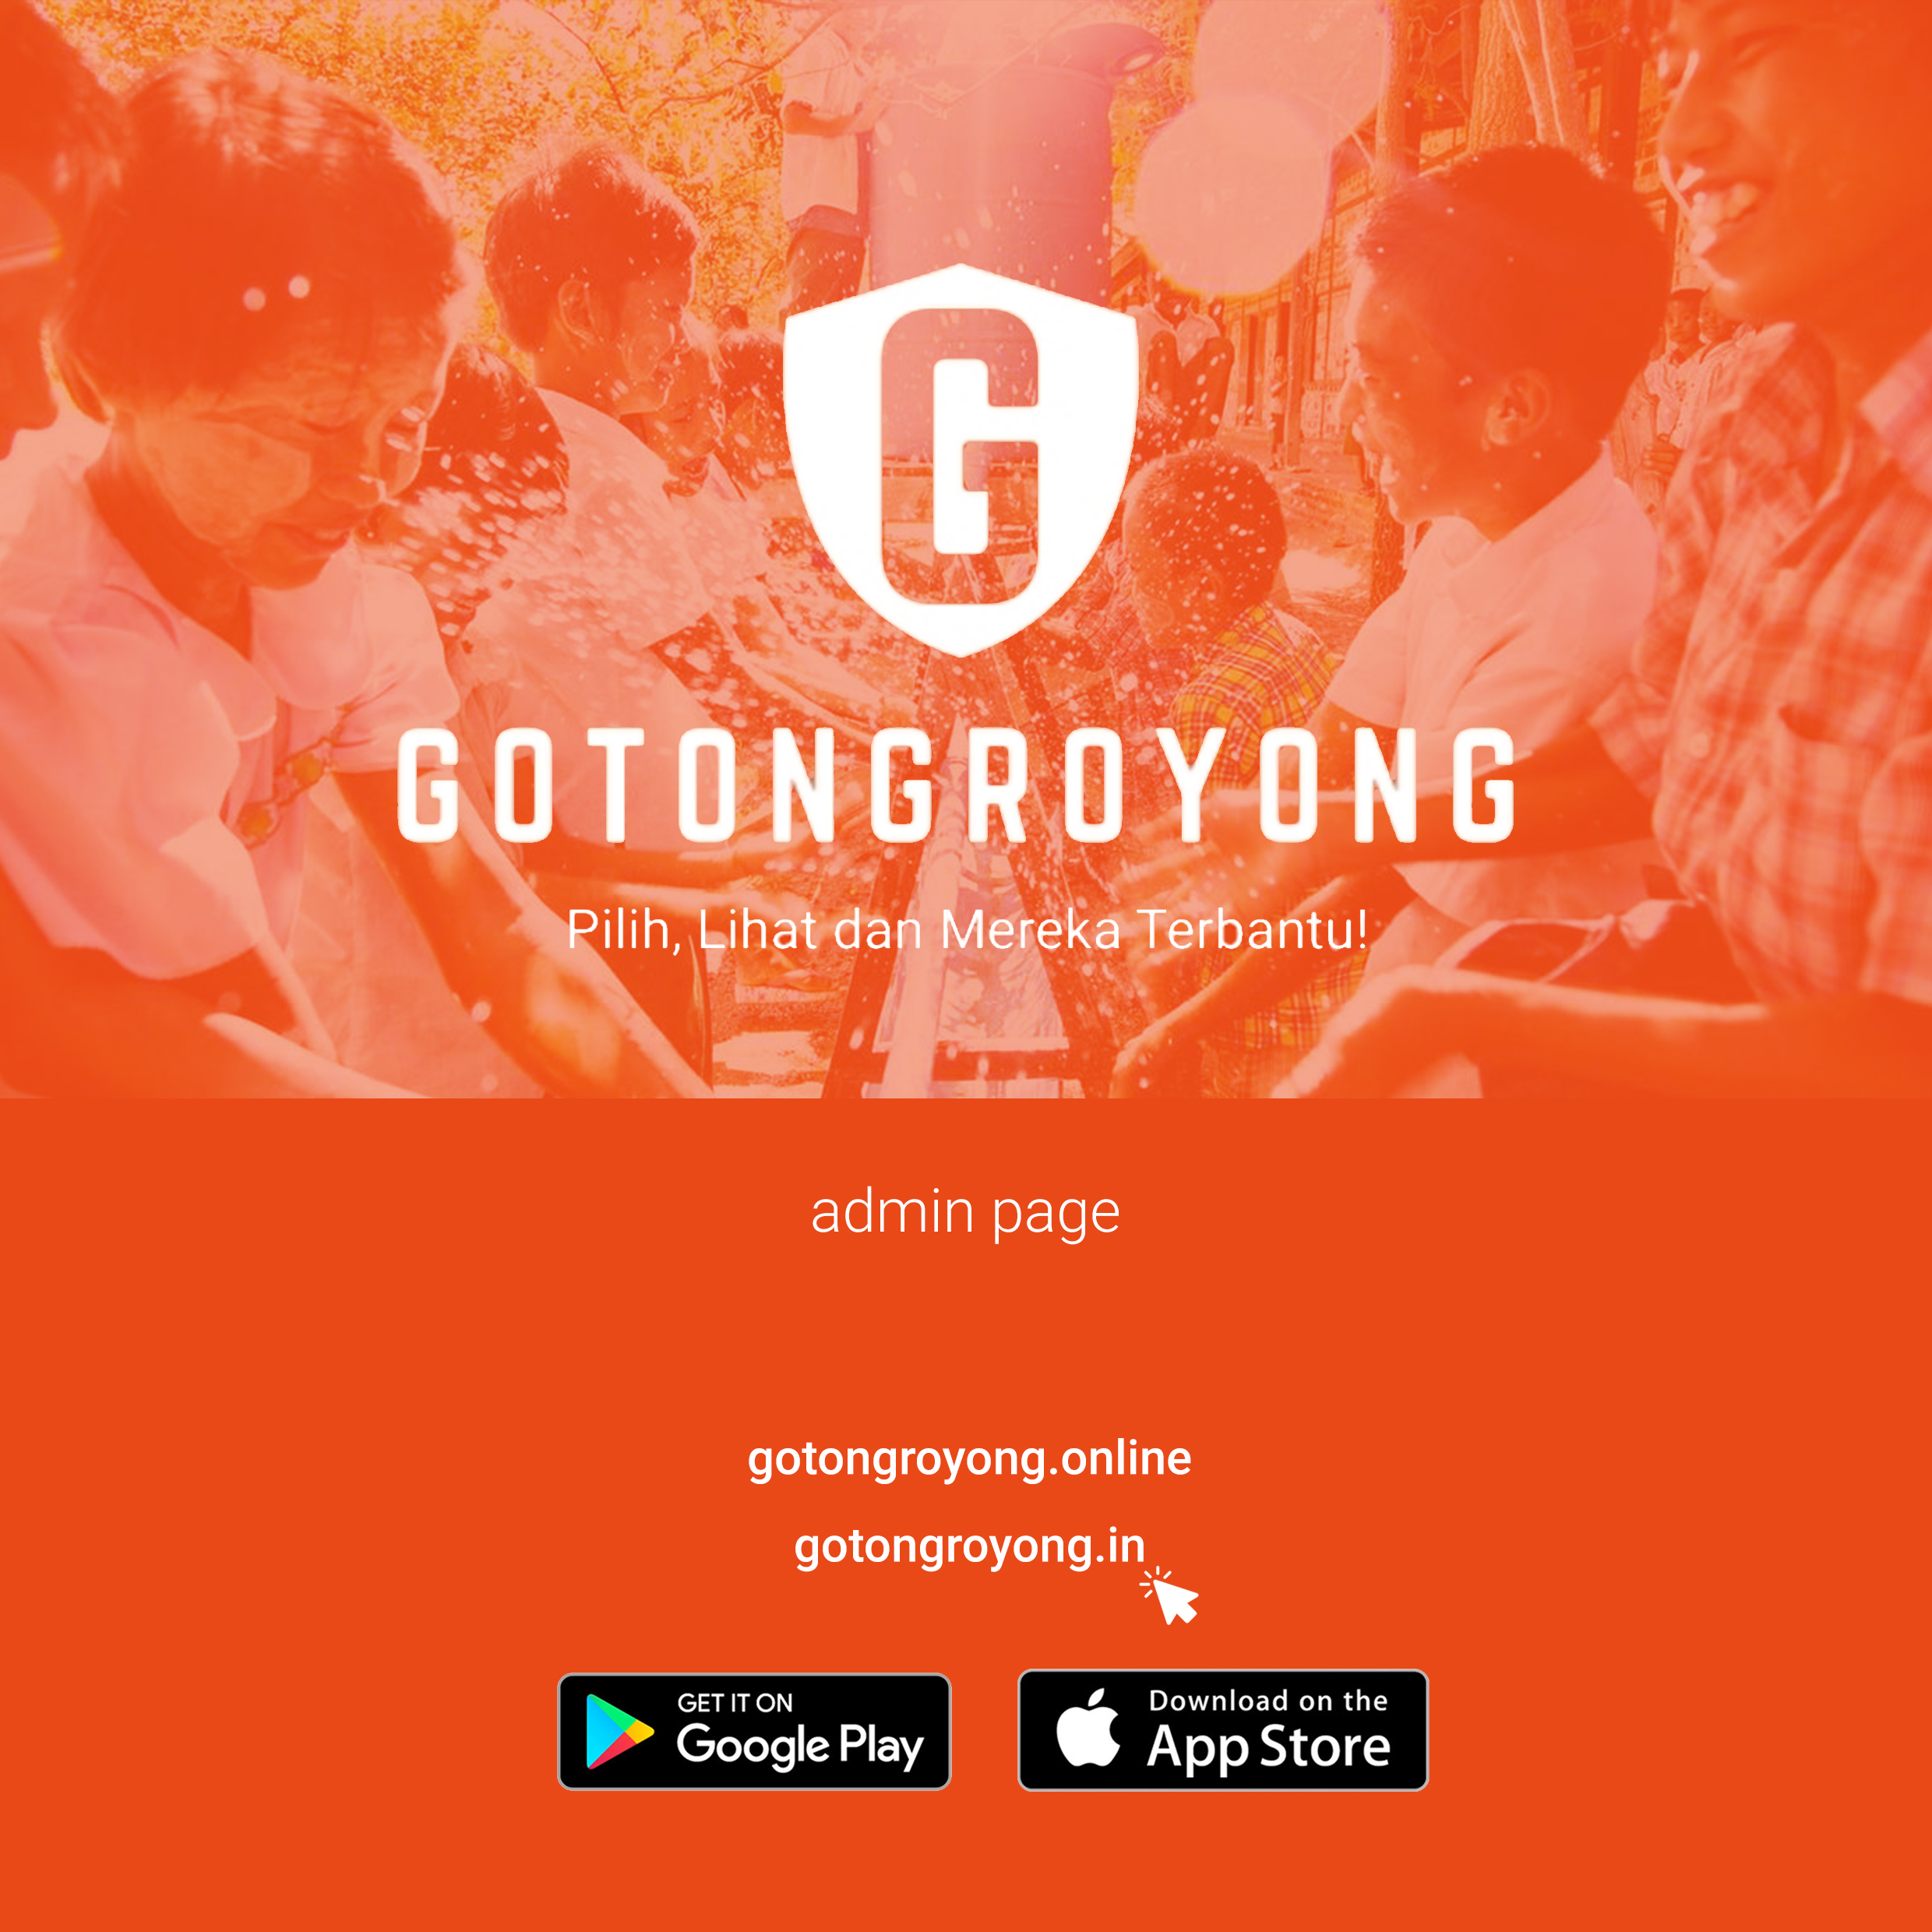 G
GOTONGROYONG
Pilih, Lihat dan Mereka Terbantu!
admin page
gotongroyong.online
gotongroyong.in
GET IT ON
Google Play
Download on the
App Store